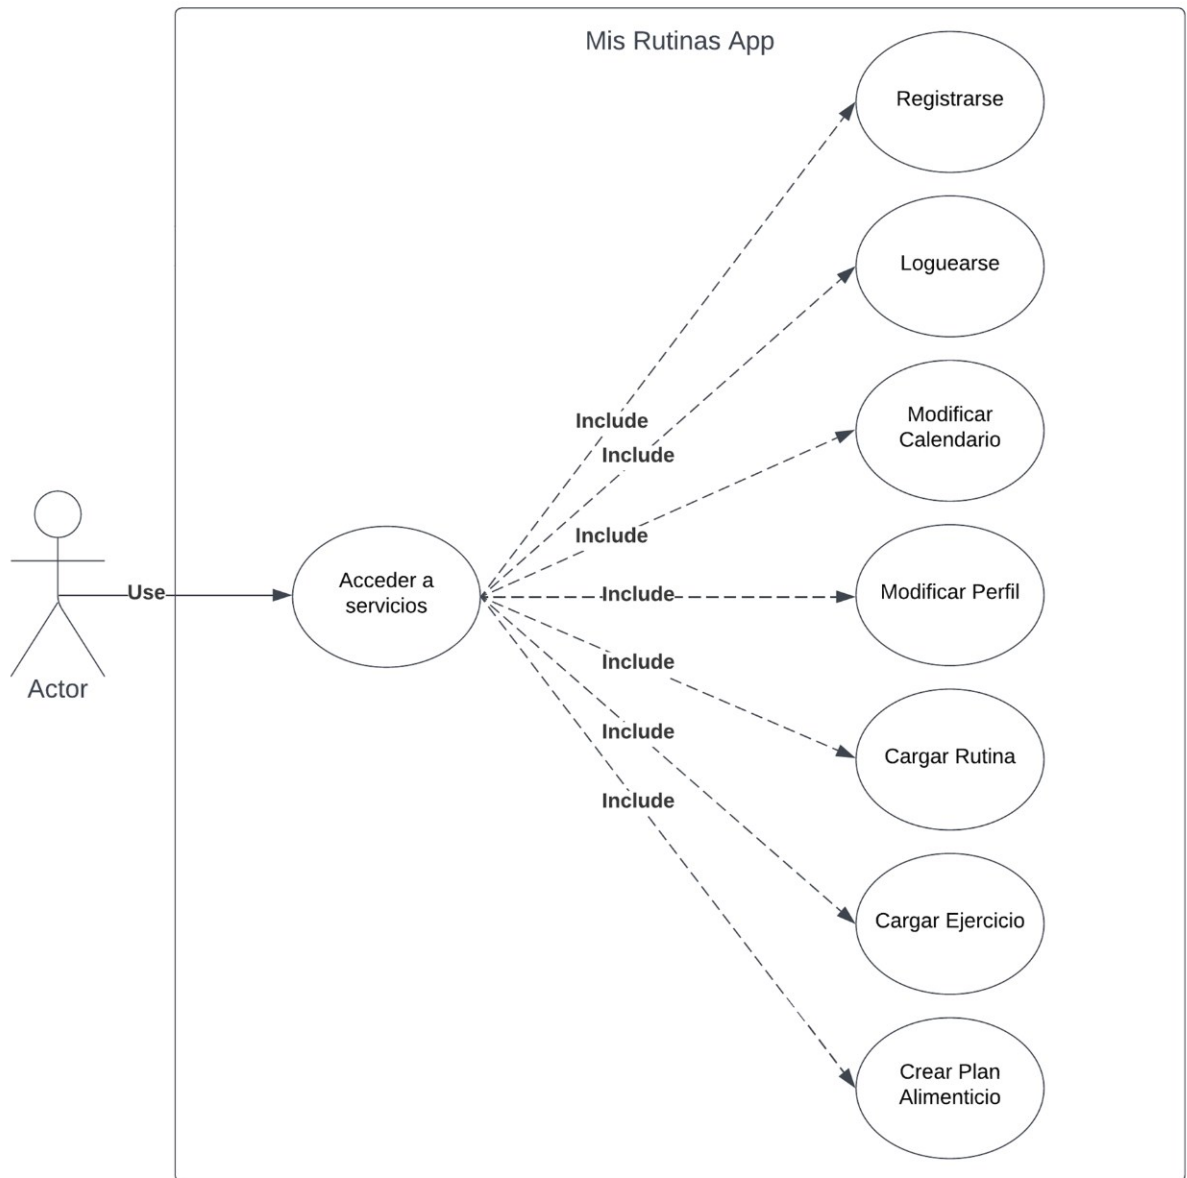 Mis Rutinas App
Registrarse
Loguearse
Include
Include
Modificar
Calendario
Include
Use
Acceder a
servicios
Include
Modificar Perfil
Actor
Include
Cargar Rutina
Include
Cargar Ejercicio
Include
Crear Plan
Alimenticio